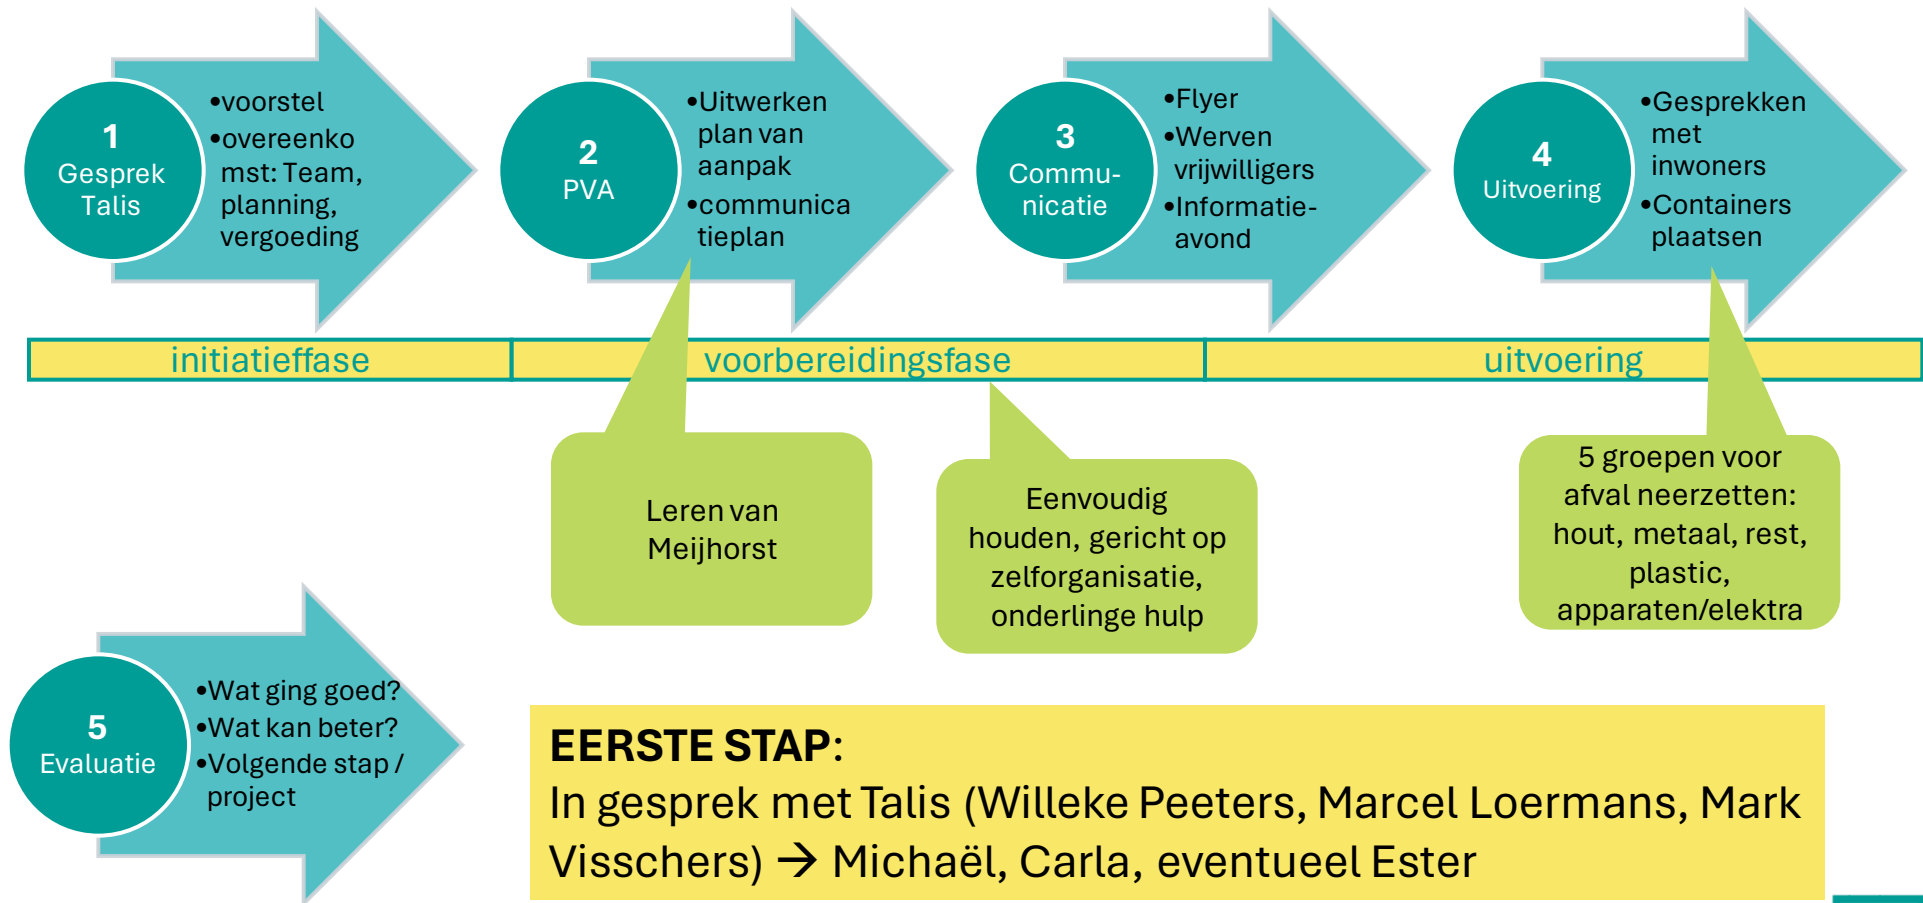 1
Gesprek
Talis
•voorstel
•overeenko
mst: Team,
planning,
vergoeding
2
PVA
•Uitwerken
plan van
aanpak
•communica
tieplan
3
Commu-
nicatie
•Flyer
•Werven
vrijwilligers
•Informatie-
avond
4
Uitvoering
•Gesprekken
met
inwoners
•Containers
plaatsen
initiatieffase
voorbereidingsfase
uitvoering
Leren van
Meijhorst
Eenvoudig
houden, gericht op
zelforganisatie,
onderlinge hulp
5 groepen voor
afval neerzetten:
hout, metaal, rest,
plastic,
apparaten/elektra
5
Evaluatie
•Wat ging goed?
•Wat kan beter?
•Volgende stap /
project
EERSTE STAP:
In gesprek met Talis (Willeke Peeters, Marcel Loermans, Mark
Visschers) → Michaël, Carla, eventueel Ester